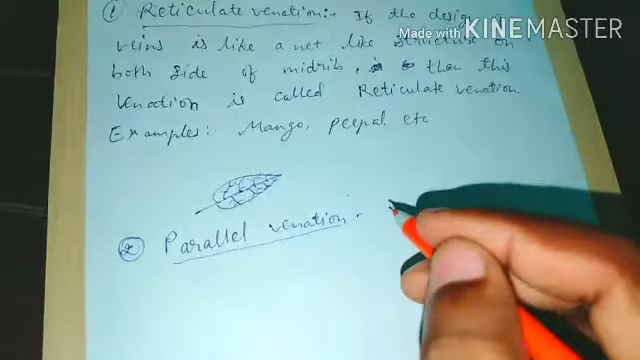 Made with KINEMASTER
① Reticulate venation:- If the design
veins is like a net like structure on
both side of midrib, then this
venation is called Reticulate venation.
Examples:- Mango, peepal etc
② Parallel venation:-